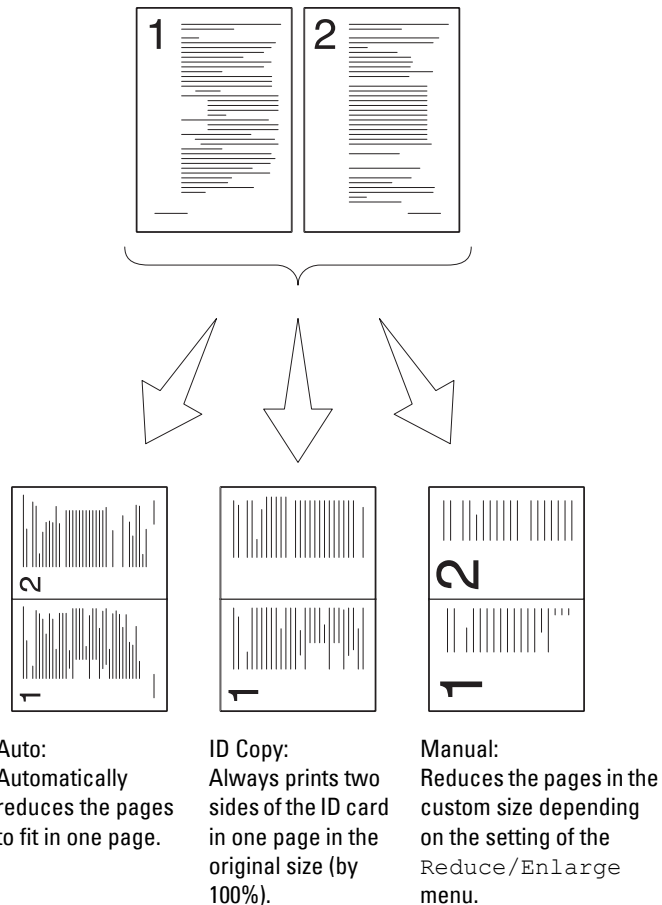 1
2
2
1
1
2
1
Auto:
Automatically
reduces the pages
to fit in one page.
ID Copy:
Always prints two
sides of the ID card
in one page in the
original size (by
100%).
Manual:
Reduces the pages in the
custom size depending
on the setting of the
Reduce/Enlarge
menu.